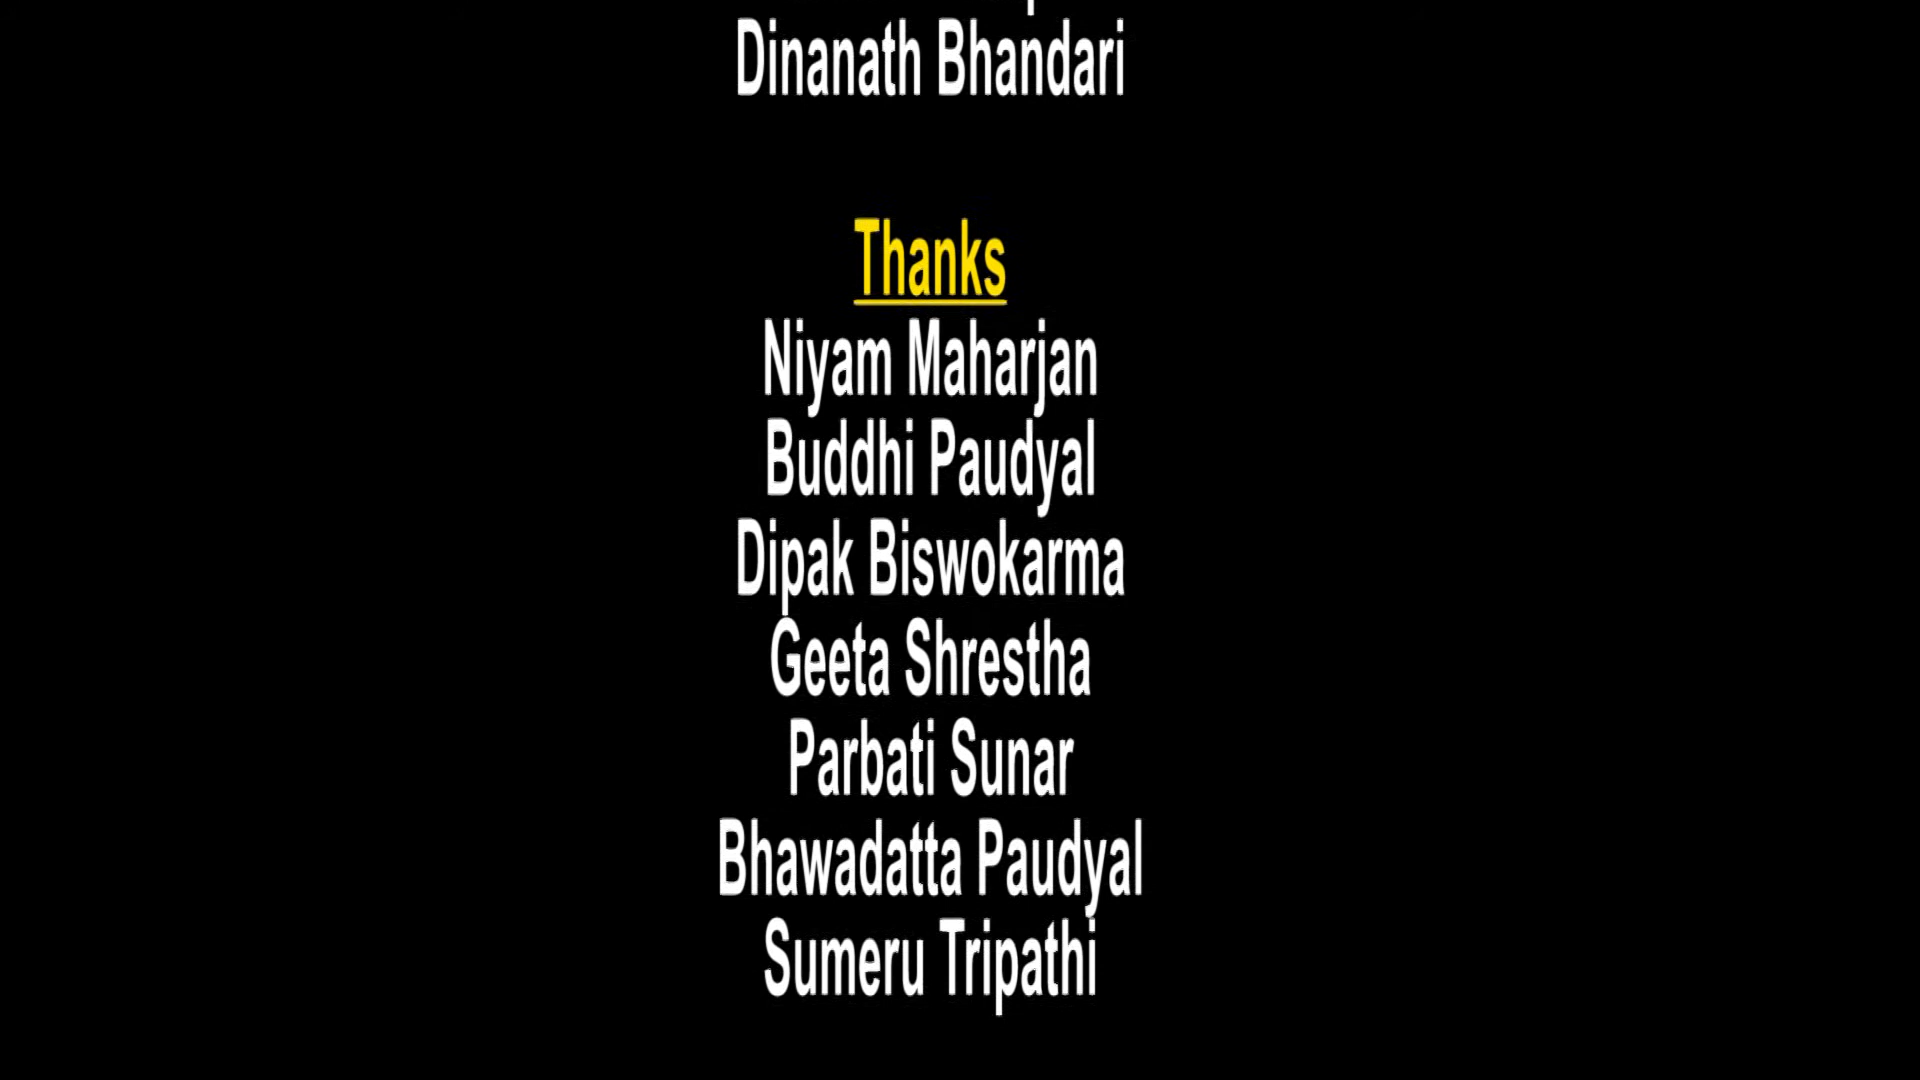 Dinanath Bhandari
Thanks
Niyam Maharjan
Buddhi Paudyal
Dipak Biswokarma
Geeta Shrestha
Parbati Sunar
Bhawadatta Paudyal
Sumeru Tripathi